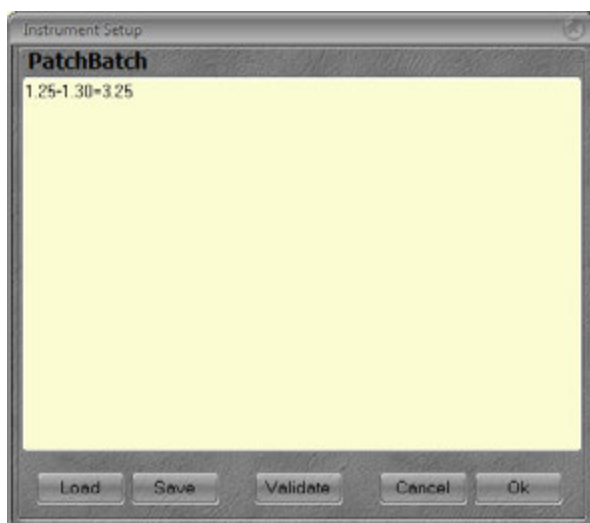 Instrument Setup
PatchBatch
1.25-1.30=3.25
Load Save Validate Cancel Ok